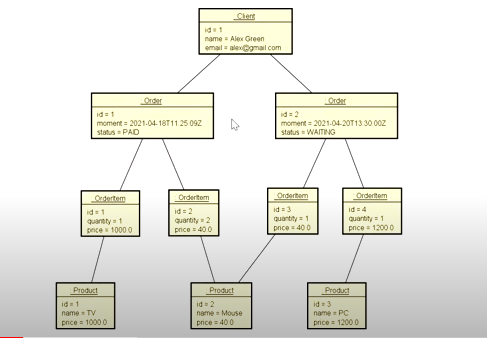 Client
id = 1
name = Alex Green
email = alex@gmail.com
Order
id = 1
moment = 2021-04-18T11:25:09Z
status = PAID
Order
id = 2
moment = 2021-04-20T13:30:00Z
status = WAITING
OrderItem
id = 1
quantity = 1
price = 1000.0
OrderItem
id = 2
quantity = 2
price = 40.0
OrderItem
id = 3
quantity = 1
price = 40.0
OrderItem
id = 4
quantity = 1
price = 1200.0
Product
id = 1
name = TV
price = 1000.0
Product
id = 2
name = Mouse
price = 40.0
Product
id = 3
name = PC
price = 1200.0